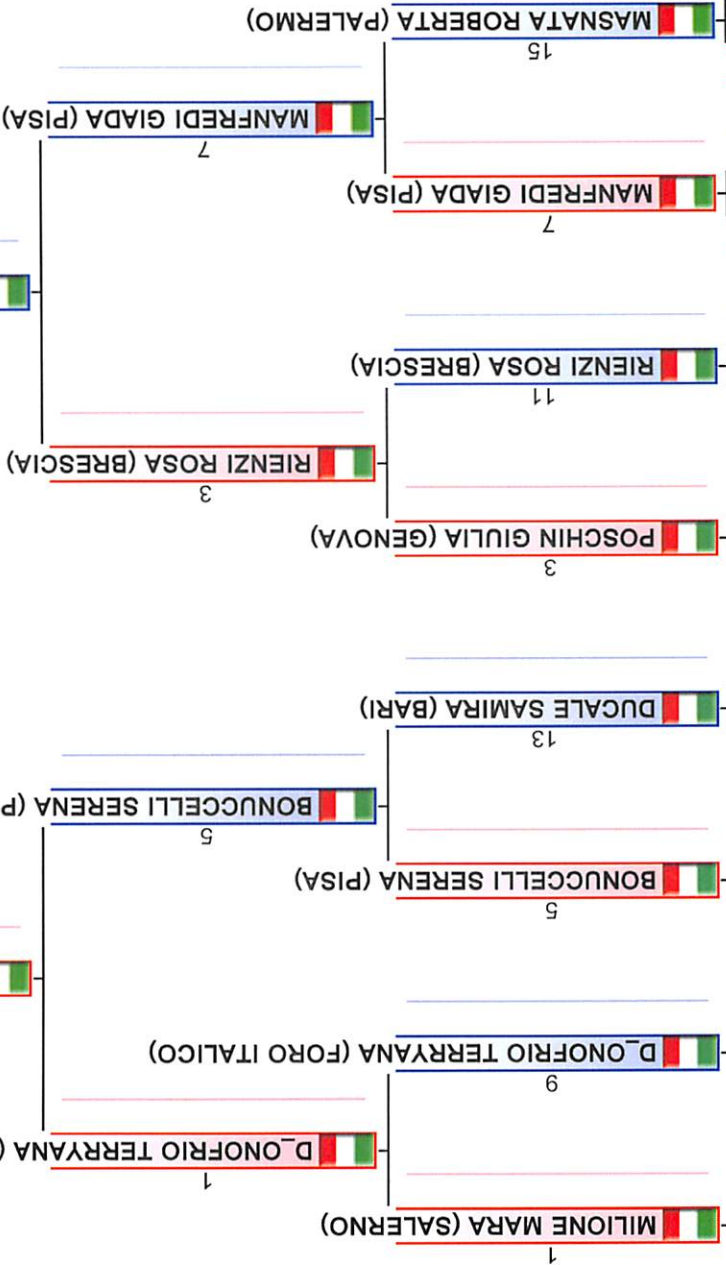 1
MILIONE MARA (SALERNO)
9
D_ONOFRIO TERRYANA (FORO ITALICO)
5
BONUCCELLI SERENA (PISA)
13
DUCALE SAMIRA (BARI)
3
POSCHIN GIULIA (GENOVA)
11
RIENZI ROSA (BRESCIA)
7
MANFREDI GIADA (PISA)
15
MASNATA ROBERTA (PALERMO)
1
D_ONOFRIO TERRYANA (
5
BONUCCELLI SERENA (P
3
RIENZI ROSA (BRESCIA)
7
MANFREDI GIADA (PISA)